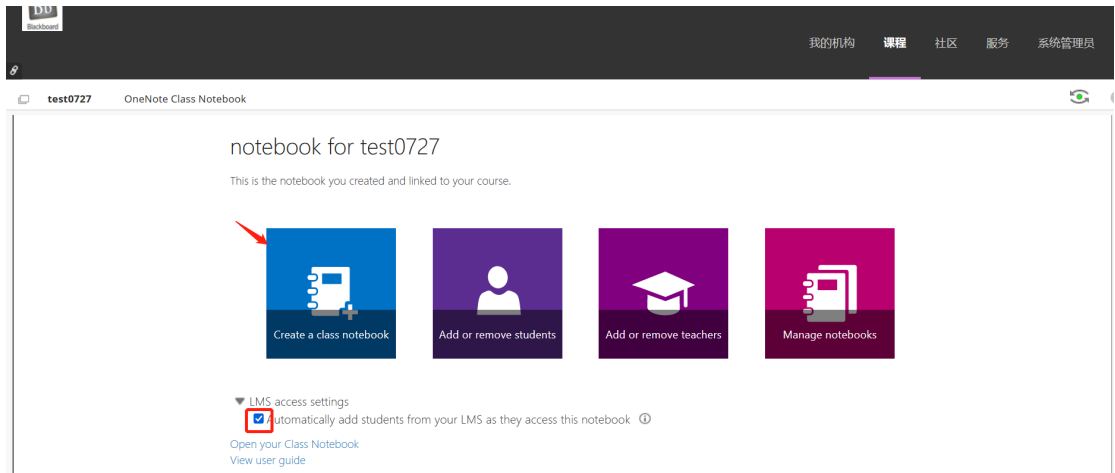 Blackboard
我的机构 课程 社区 服务 系统管理员
test0727 OneNote Class Notebook
notebook for test0727
This is the notebook you created and linked to your course.
Create a class notebook Add or remove students Add or remove teachers Manage notebooks
LMS access settings
Automatically add students from your LMS as they access this notebook
Open your Class Notebook
View user guide